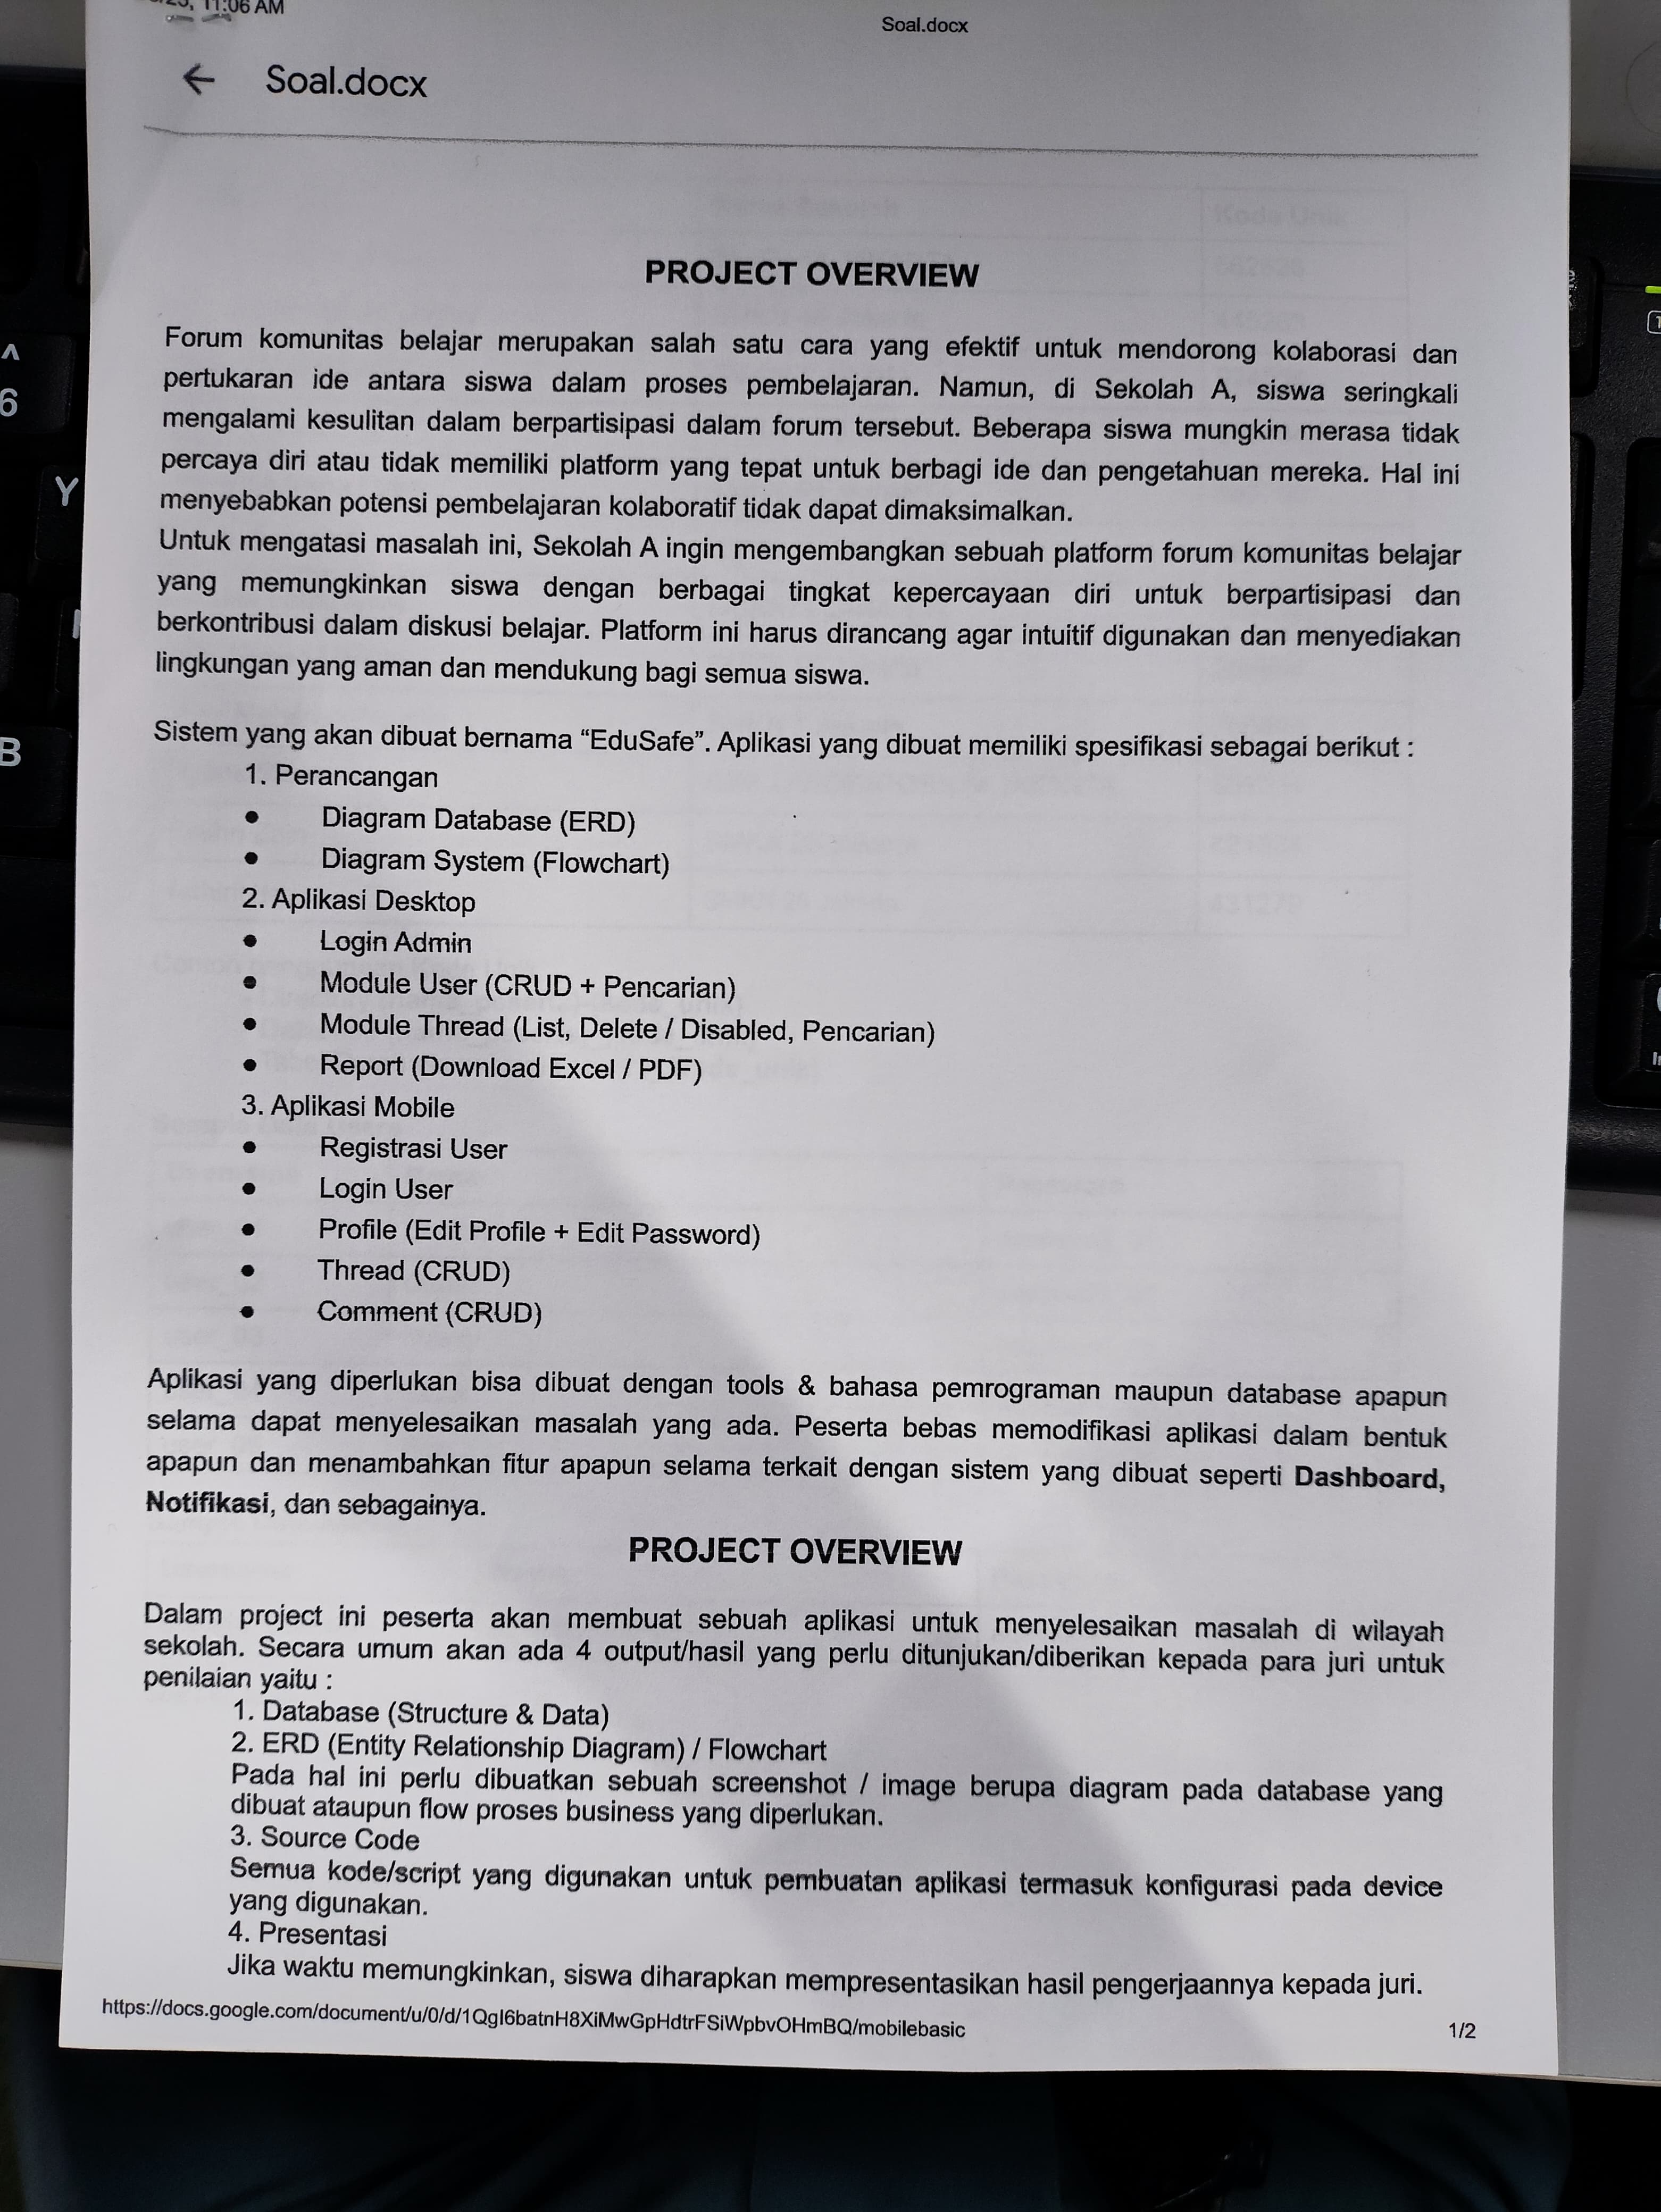 11:06 AM
Soal.docx
← Soal.docx
PROJECT OVERVIEW
Forum komunitas belajar merupakan salah satu cara yang efektif untuk mendorong kolaborasi dan
pertukaran ide antara siswa dalam proses pembelajaran. Namun, di Sekolah A, siswa seringkali
mengalami kesulitan dalam berpartisipasi dalam forum tersebut. Beberapa siswa mungkin merasa tidak
percaya diri atau tidak memiliki platform yang tepat untuk berbagi ide dan pengetahuan mereka. Hal ini
menyebabkan potensi pembelajaran kolaboratif tidak dapat dimaksimalkan.
Untuk mengatasi masalah ini, Sekolah A ingin mengembangkan sebuah platform forum komunitas belajar
yang memungkinkan siswa dengan berbagai tingkat kepercayaan diri untuk berpartisipasi dan
berkontribusi dalam diskusi belajar. Platform ini harus dirancang agar intuitif digunakan dan menyediakan
lingkungan yang aman dan mendukung bagi semua siswa.
Sistem yang akan dibuat bernama “EduSafe”. Aplikasi yang dibuat memiliki spesifikasi sebagai berikut :
1. Perancangan
● Diagram Database (ERD)
● Diagram System (Flowchart)
2. Aplikasi Desktop
● Login Admin
● Module User (CRUD + Pencarian)
● Module Thread (List, Delete / Disabled, Pencarian)
● Report (Download Excel / PDF)
3. Aplikasi Mobile
● Registrasi User
● Login User
● Profile (Edit Profile + Edit Password)
● Thread (CRUD)
● Comment (CRUD)
Aplikasi yang diperlukan bisa dibuat dengan tools & bahasa pemrograman maupun database apapun
selama dapat menyelesaikan masalah yang ada. Peserta bebas memodifikasi aplikasi dalam bentuk
apapun dan menambahkan fitur apapun selama terkait dengan sistem yang dibuat seperti Dashboard,
Notifikasi, dan sebagainya.
PROJECT OVERVIEW
Dalam project ini peserta akan membuat sebuah aplikasi untuk menyelesaikan masalah di wilayah
sekolah. Secara umum akan ada 4 output/hasil yang perlu ditunjukan/diberikan kepada para juri untuk
penilaian yaitu :
1. Database (Structure & Data)
2. ERD (Entity Relationship Diagram) / Flowchart
Pada hal ini perlu dibuatkan sebuah screenshot / image berupa diagram pada database yang
dibuat ataupun flow proses business yang diperlukan.
3. Source Code
Semua kode/script yang digunakan untuk pembuatan aplikasi termasuk konfigurasi pada device
yang digunakan.
4. Presentasi
Jika waktu memungkinkan, siswa diharapkan mempresentasikan hasil pengerjaannya kepada juri.
https://docs.google.com/document/u/0/d/1QgI6batnH8XiMwGpHdtrFSiWpbvOHmBQ/mobilebasic
1/2
^
6
Y
B